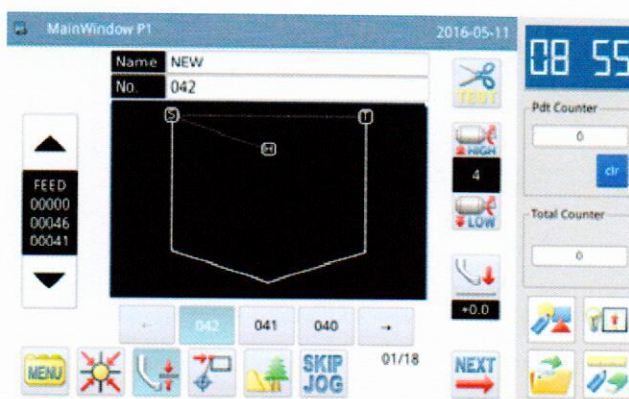 MainWindow P1
2016-05-11
08 55
Name NEW
No. 042
TEST
S
T
H
HIGH
4
LOW
FEED
00000
00046
00041
+0.0
Pdt Counter
0
clr
Total Counter
0
← 042 041 040 →
01/18
MENU
SKIP
JOG
NEXT